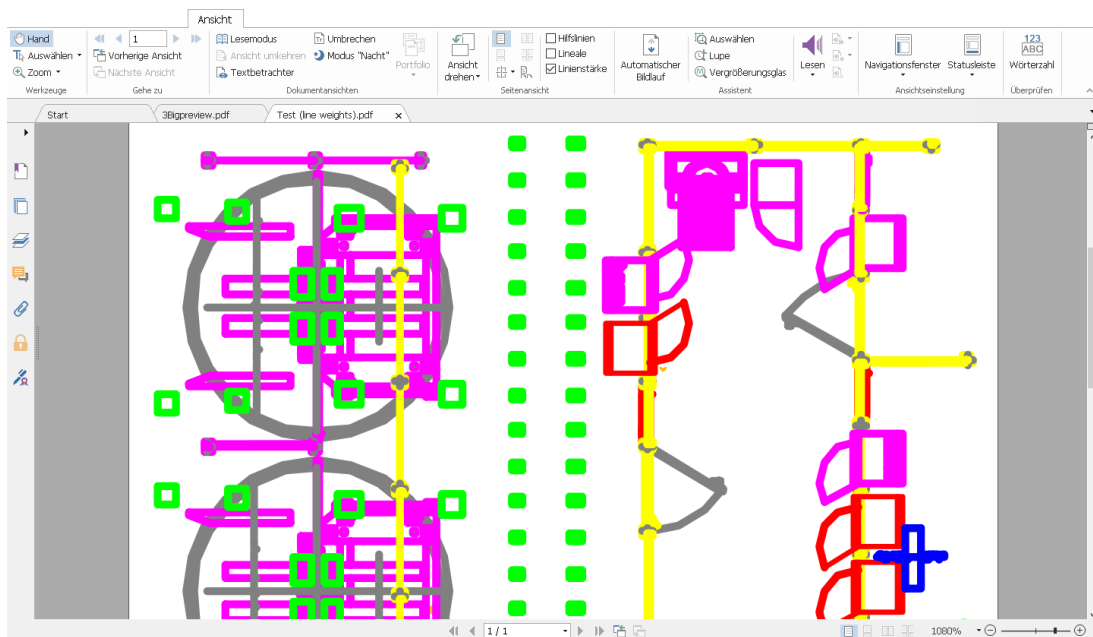 Ansicht
Hand
Auswählen
Zoom
Werkzeuge
1
Vorherige Ansicht
Nächste Ansicht
Gehe zu
Lesemodus
Ansicht umkehren
Textbetrachter
Umbrechen
Modus "Nacht"
Portfolio
Dokumentansichten
Ansicht drehen
Hilfslinien
Lineale
Linienstärke
Seitenansicht
Automatischer Bildlauf
Auswählen
Lupe
Vergrößerungsglas
Assistent
Lesen
Navigationsfenster
Statusleiste
Ansichtseinstellung
123
ABC
Wörterzahl
Überprüfen
Start
3Bigpreview.pdf
Test (line weights).pdf
x
1 / 1
1080%